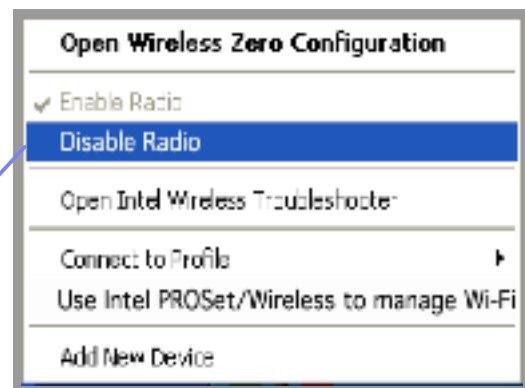 Open Wireless Zero Configuration
Enable Radio
Disable Radio
Open Intel Wireless Troubleshooter
Connect to Profile
Use Intel PROSet/Wireless to manage Wi-Fi
Add New Device